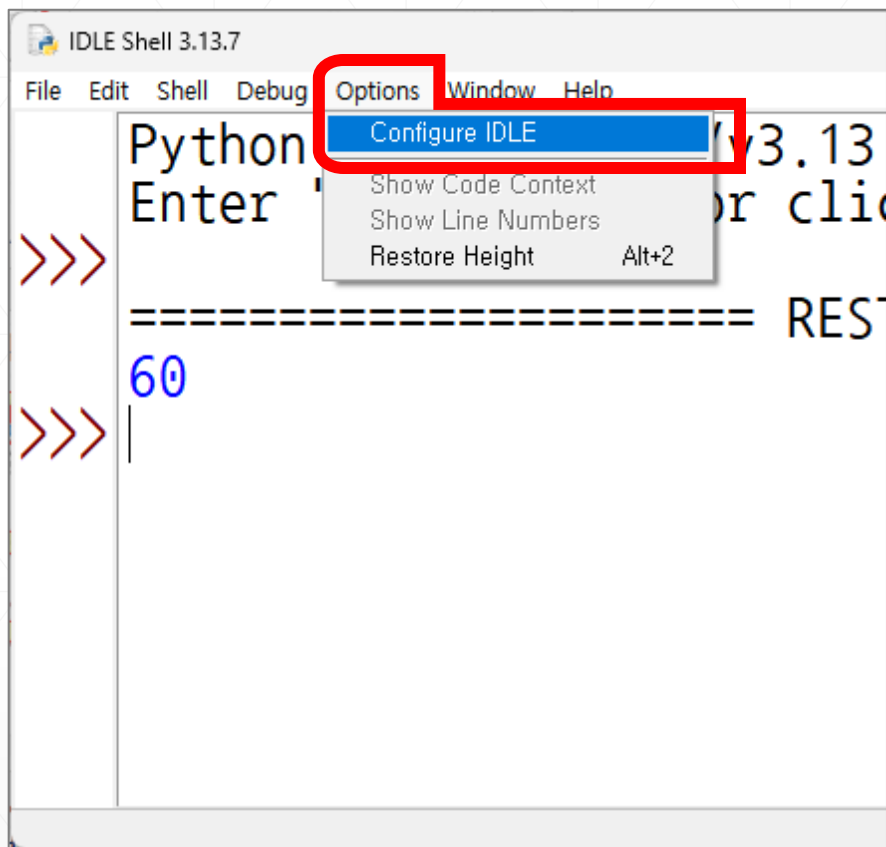 IDLE Shell 3.13.7
File Edit Shell Debug Options Window Help
Configure IDLE
Show Code Context
Show Line Numbers
Restore Height Alt+2
Python v3.13
Enter " r clic
>>>
===================== REST
60
>>>